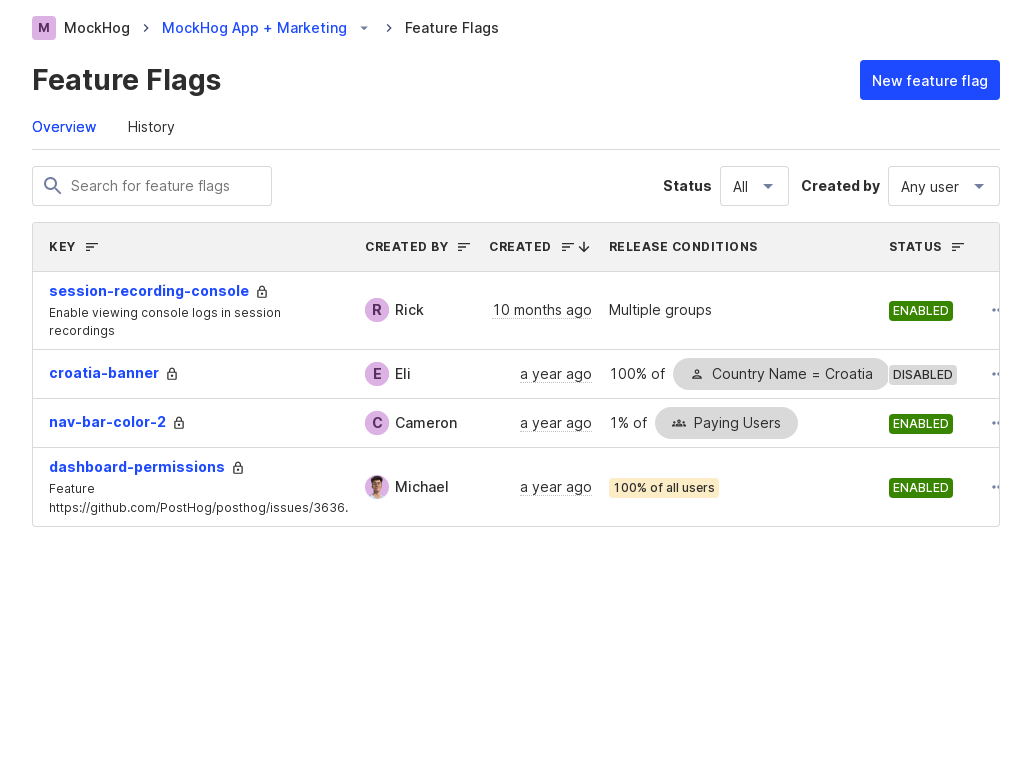 M MockHog MockHog App + Marketing Feature Flags
Feature Flags
New feature flag
Overview History
Search for feature flags Status All Created by Any user
KEY CREATED BY CREATED RELEASE CONDITIONS STATUS
session-recording-console
Enable viewing console logs in session
recordings
R Rick 10 months ago Multiple groups ENABLED
croatia-banner E Eli a year ago 100% of Country Name = Croatia DISABLED
nav-bar-color-2 C Cameron a year ago 1% of Paying Users ENABLED
dashboard-permissions
Feature
https://github.com/PostHog/posthog/issues/3636.
Michael a year ago 100% of all users ENABLED